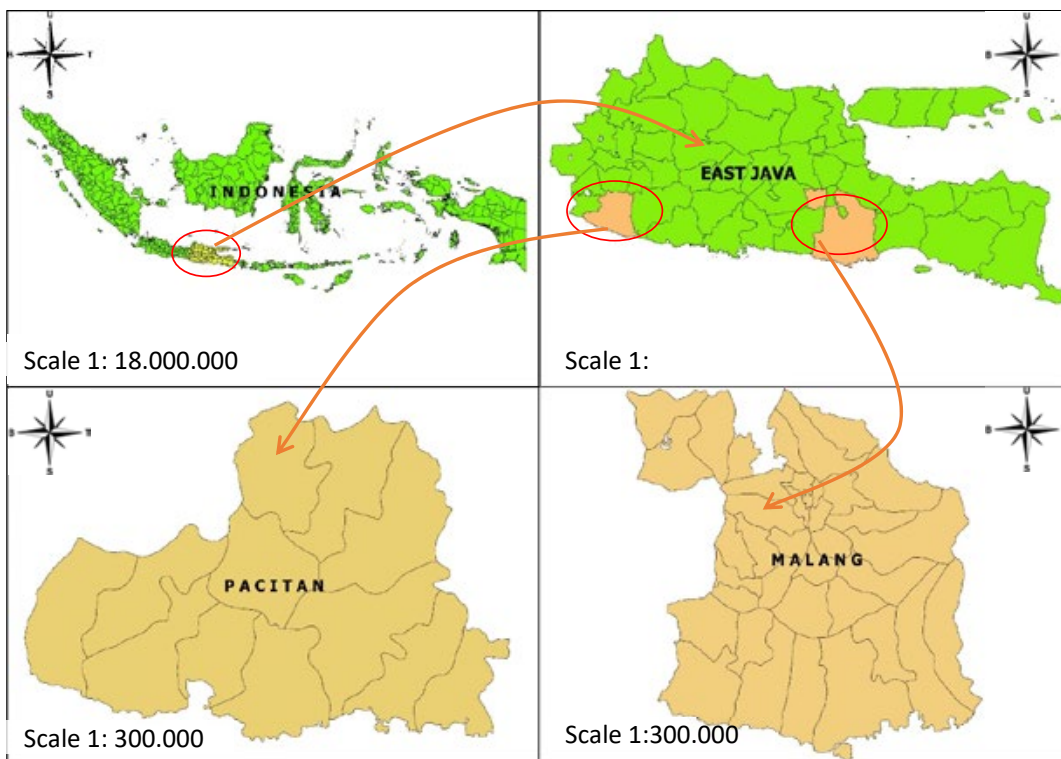 U
T
S
INDONESIA
Scale 1: 18.000.000
U
B
S
EAST JAVA
Scale 1:
U
B
T
S
PACITAN
Scale 1: 300.000
U
B
S
MALANG
Scale 1:300.000